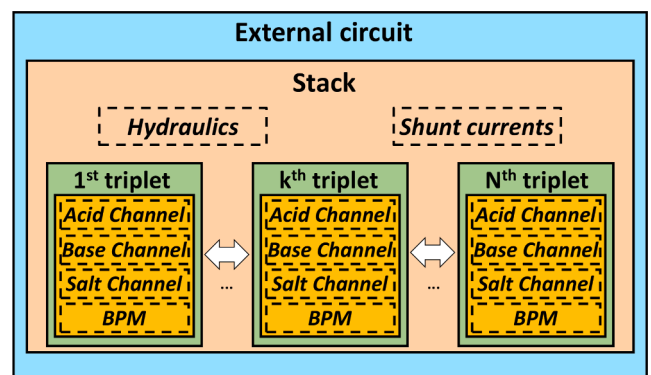 External circuit
Stack
Hydraulics Shunt currents
1st triplet kth triplet Nth triplet
Acid Channel Acid Channel Acid Channel
Base Channel Base Channel Base Channel
Salt Channel Salt Channel Salt Channel
... ...
BPM BPM BPM